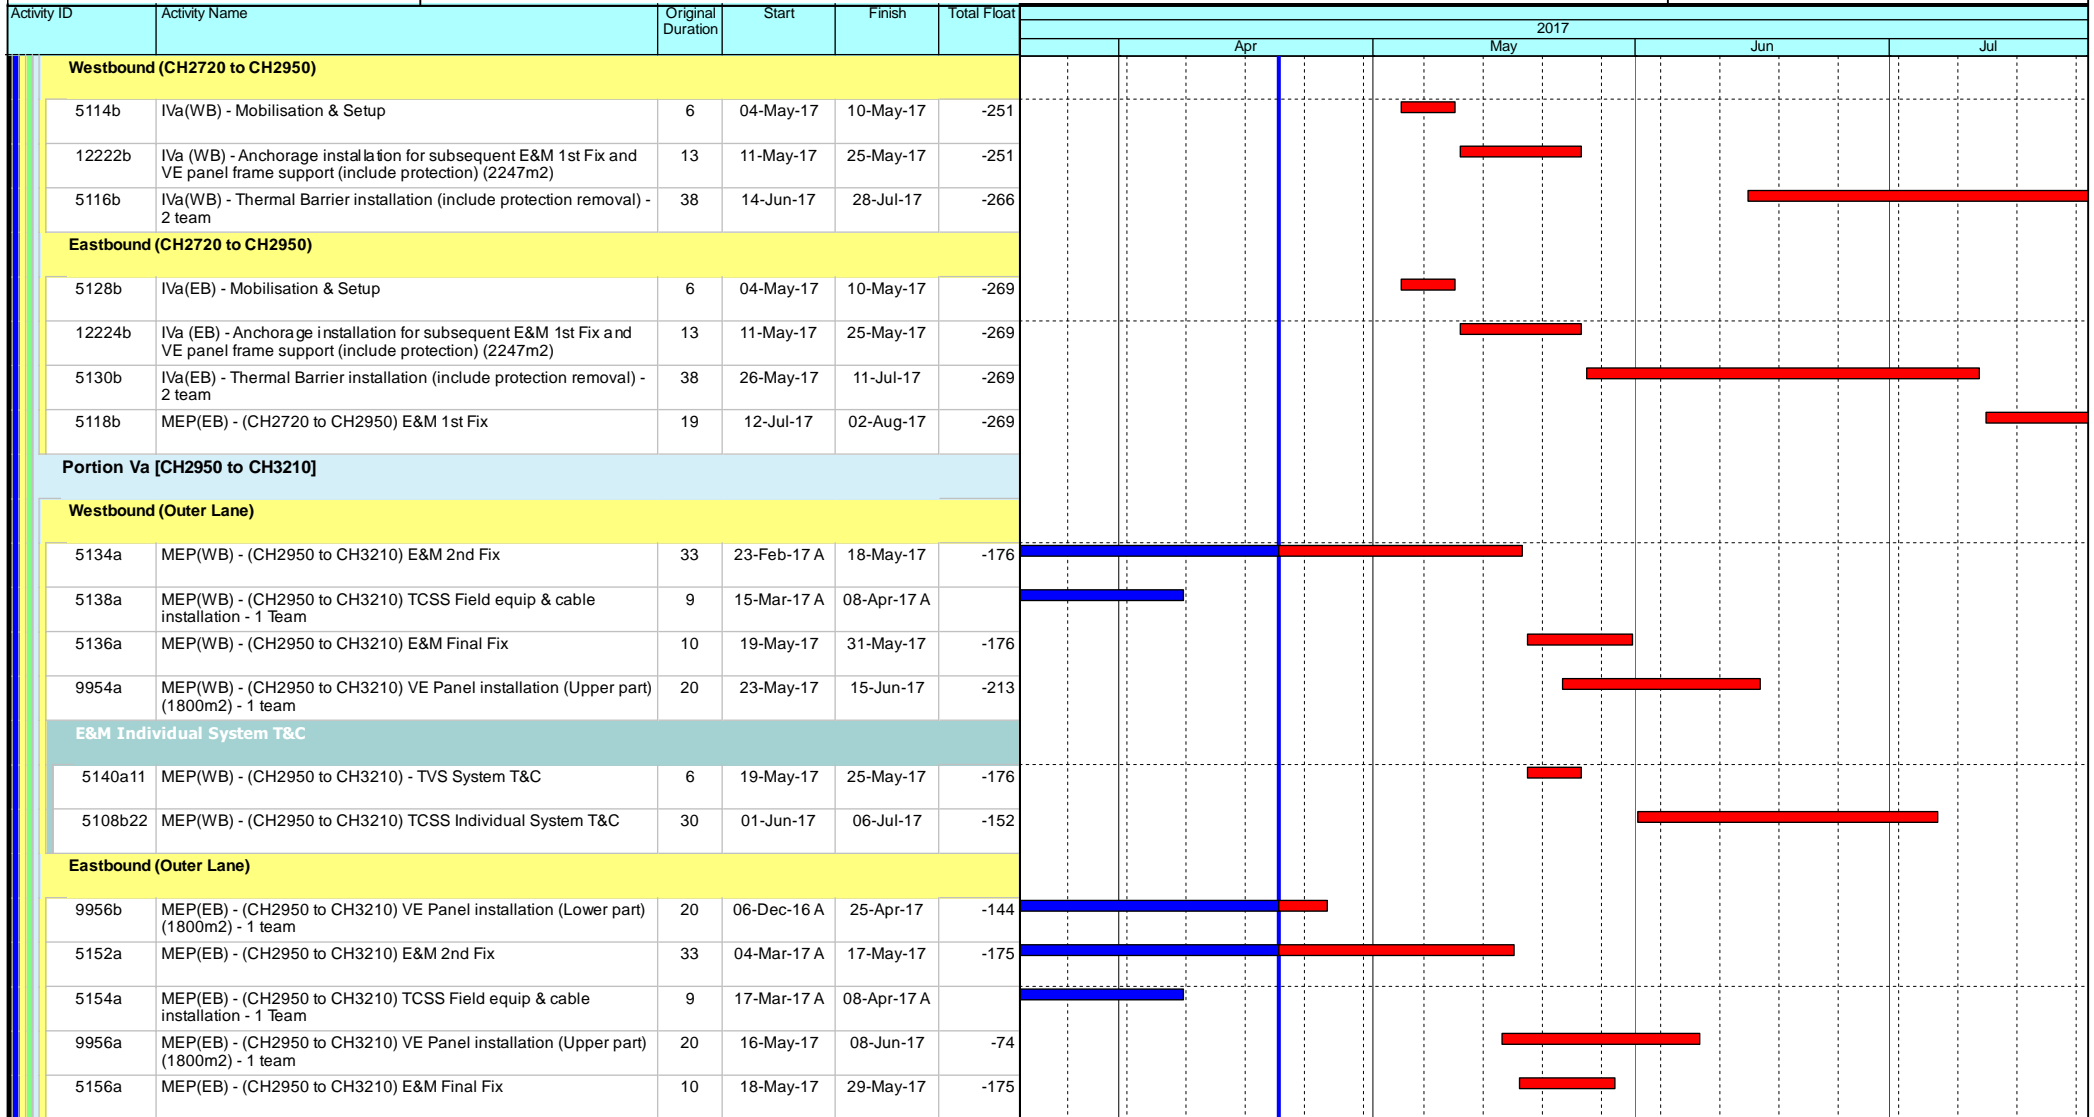 Activity ID Activity Name Original Duration Start Finish Total Float
2017
Apr May Jun Jul
Westbound (CH2720 to CH2950)
5114b IVa(WB) - Mobilisation & Setup 6 04-May-17 10-May-17 -251
12222b IVa (WB) - Anchorage installation for subsequent E&M 1st Fix and 13 11-May-17 25-May-17 -251
VE panel frame support (include protection) (2247m2)
5116b IVa(WB) - Thermal Barrier installation (include protection removal) - 38 14-Jun-17 28-Jul-17 -266
2 team
Eastbound (CH2720 to CH2950)
5128b IVa(EB) - Mobilisation & Setup 6 04-May-17 10-May-17 -269
12224b IVa (EB) - Anchorage installation for subsequent E&M 1st Fix and 13 11-May-17 25-May-17 -269
VE panel frame support (include protection) (2247m2)
5130b IVa(EB) - Thermal Barrier installation (include protection removal) - 38 26-May-17 11-Jul-17 -269
2 team
5118b MEP(EB) - (CH2720 to CH2950) E&M 1st Fix 19 12-Jul-17 02-Aug-17 -269
Portion Va [CH2950 to CH3210]
Westbound (Outer Lane)
5134a MEP(WB) - (CH2950 to CH3210) E&M 2nd Fix 33 23-Feb-17 A 18-May-17 -176
5138a MEP(WB) - (CH2950 to CH3210) TCSS Field equip & cable 9 15-Mar-17 A 08-Apr-17 A
installation - 1 Team
5136a MEP(WB) - (CH2950 to CH3210) E&M Final Fix 10 19-May-17 31-May-17 -176
9954a MEP(WB) - (CH2950 to CH3210) VE Panel installation (Upper part) 20 23-May-17 15-Jun-17 -213
(1800m2) - 1 team
E&M Individual System T&C
5140a11 MEP(WB) - (CH2950 to CH3210) - TVS System T&C 6 19-May-17 25-May-17 -176
5108b22 MEP(WB) - (CH2950 to CH3210) TCSS Individual System T&C 30 01-Jun-17 06-Jul-17 -152
Eastbound (Outer Lane)
9956b MEP(EB) - (CH2950 to CH3210) VE Panel installation (Lower part) 20 06-Dec-16 A 25-Apr-17 -144
(1800m2) - 1 team
5152a MEP(EB) - (CH2950 to CH3210) E&M 2nd Fix 33 04-Mar-17 A 17-May-17 -175
5154a MEP(EB) - (CH2950 to CH3210) TCSS Field equip & cable 9 17-Mar-17 A 08-Apr-17 A
installation - 1 Team
9956a MEP(EB) - (CH2950 to CH3210) VE Panel installation (Upper part) 20 16-May-17 08-Jun-17 -74
(1800m2) - 1 team
5156a MEP(EB) - (CH2950 to CH3210) E&M Final Fix 10 18-May-17 29-May-17 -175